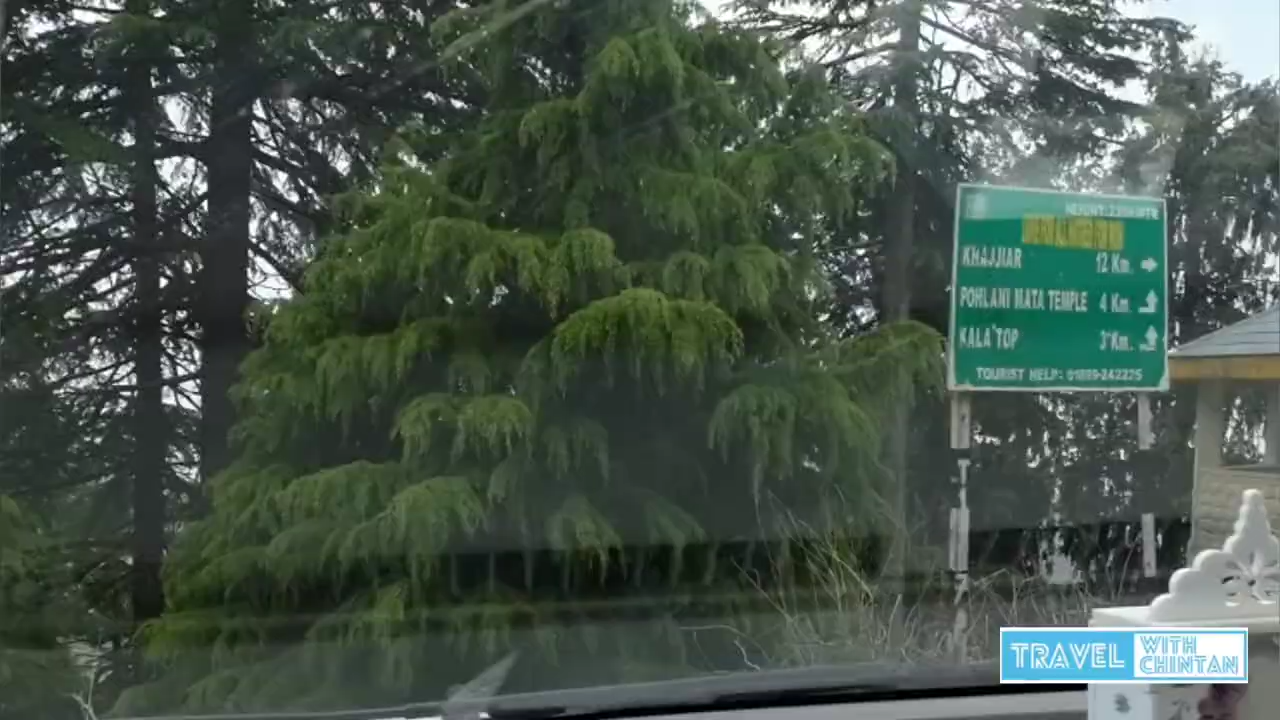 KHAJJIAR 12 Km.
POHLANI MATA TEMPLE 4 Km.
KALA TOP 3 Km.
TOURIST HELP: 01899-242225
TRAVEL WITH CHINTAN